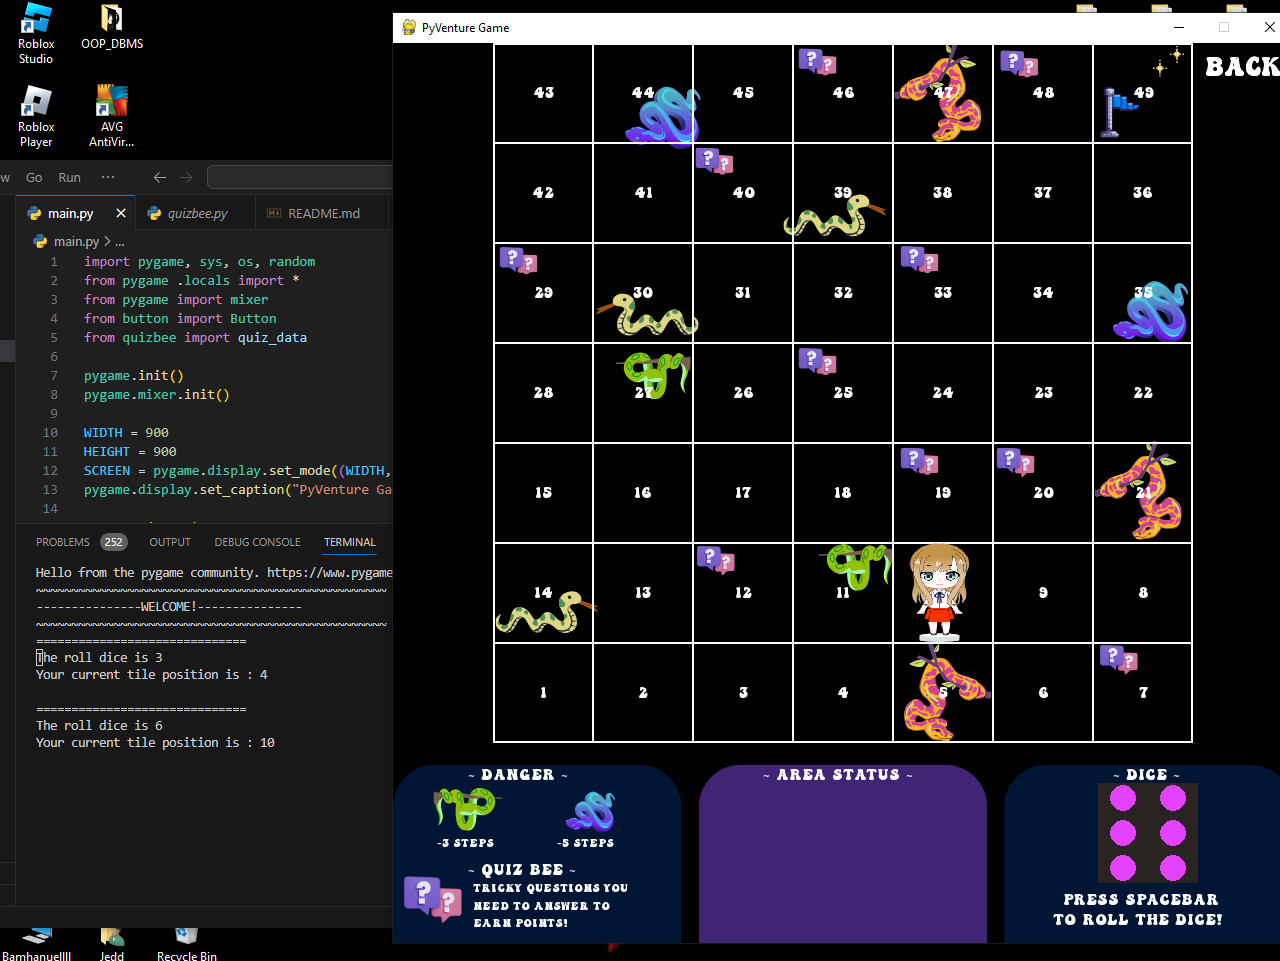 Roblox
Studio
OOP_DBMS
Roblox
Player
AVG
AntiVir...
w Go Run ...
main.py
quizbee.py
README.md
main.py > ...
1 import pygame, sys, os, random
2 from pygame .locals import *
3 from pygame import mixer
4 from button import Button
5 from quizbee import quiz_data
6
7 pygame.init()
8 pygame.mixer.init()
9
10 WIDTH = 900
11 HEIGHT = 900
12 SCREEN = pygame.display.set_mode((WIDTH,
13 pygame.display.set_caption("PyVenture Ga
14
PROBLEMS 252 OUTPUT DEBUG CONSOLE TERMINAL
Hello from the pygame community. https://www.pygame
~~~~~~~~~~~~~~~~~~~~~~~~~~~~~~~~~~~~~~~~~~~~~~~~~~
---------------WELCOME!---------------
~~~~~~~~~~~~~~~~~~~~~~~~~~~~~~~~~~~~~~~~~~~~~~~~~~
==============================
The roll dice is 3
Your current tile position is : 4
==============================
The roll dice is 6
Your current tile position is : 10
Bamhanuellll
Jedd
Recycle Bin
PyVenture Game
BACK
43 44 45 46 47 48 49
42 41 40 39 38 37 36
29 30 31 32 33 34 35
28 27 26 25 24 23 22
15 16 17 18 19 20 21
14 13 12 11 9 8
1 2 3 4 5 6 7
~ DANGER ~
-3 STEPS -5 STEPS
~ QUIZ BEE ~
TRICKY QUESTIONS YOU
NEED TO ANSWER TO
EARN POINTS!
~ AREA STATUS ~
~ DICE ~
PRESS SPACEBAR
TO ROLL THE DICE!